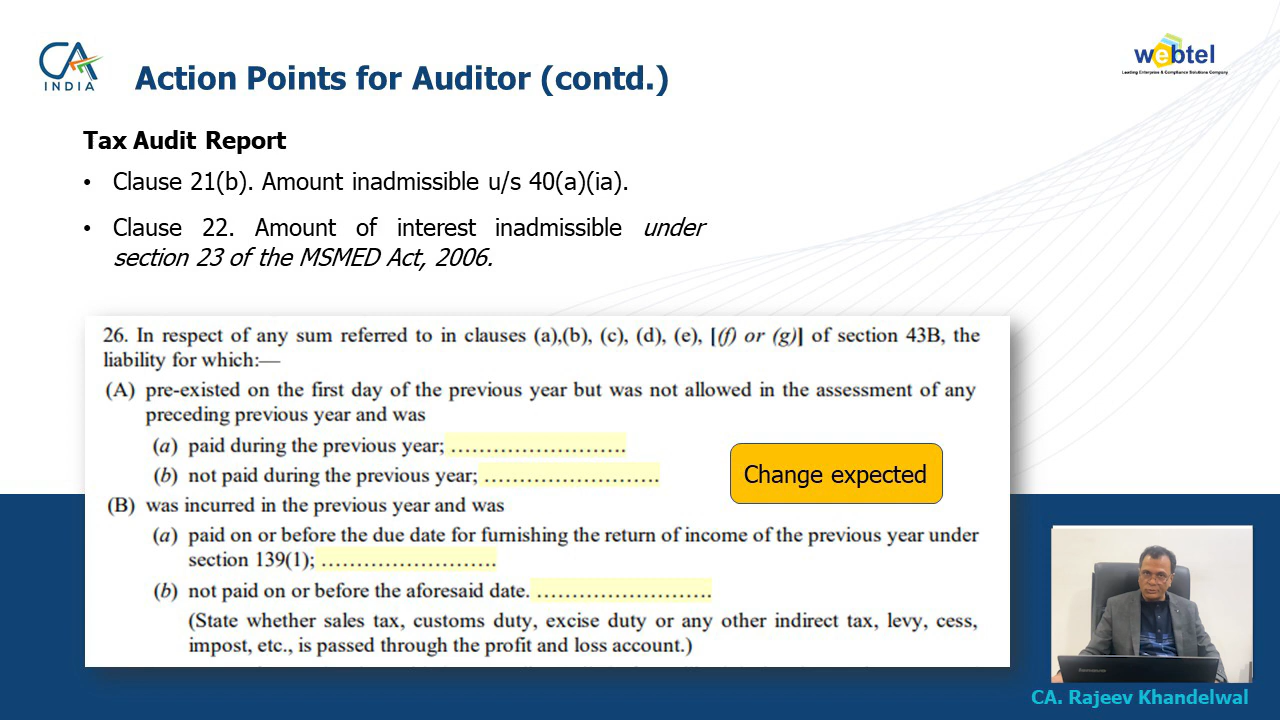 CA
INDIA
Action Points for Auditor (contd.)
webtel
Leading Enterprise & Compliance Solutions Company
Tax Audit Report
• Clause 21(b). Amount inadmissible u/s 40(a)(ia).
• Clause 22. Amount of interest inadmissible under
section 23 of the MSMED Act, 2006.
26. In respect of any sum referred to in clauses (a),(b), (c), (d), (e), [(f) or (g)] of section 43B, the
liability for which:—
(A) pre-existed on the first day of the previous year but was not allowed in the assessment of any
preceding previous year and was
(a) paid during the previous year; ……………………
(b) not paid during the previous year; ……………………
Change expected
(B) was incurred in the previous year and was
(a) paid on or before the due date for furnishing the return of income of the previous year under
section 139(1); ……………………
(b) not paid on or before the aforesaid date. ……………………
(State whether sales tax, customs duty, excise duty or any other indirect tax, levy, cess,
impost, etc., is passed through the profit and loss account.)
CA. Rajeev Khandelwal